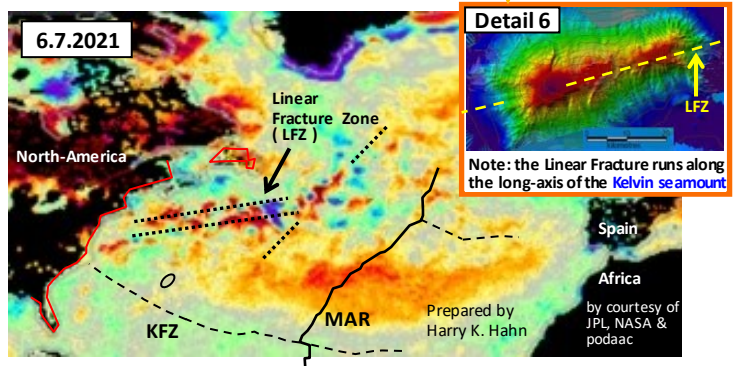 6.7.2021
Linear
Fracture Zone
( LFZ )
North-America
KFZ
MAR
Prepared by
Harry K. Hahn
Spain
Africa
by courtesy of
JPL, NASA &
podaac
Detail 6
LFZ
Note: the Linear Fracture runs along
the long-axis of the Kelvin seamount